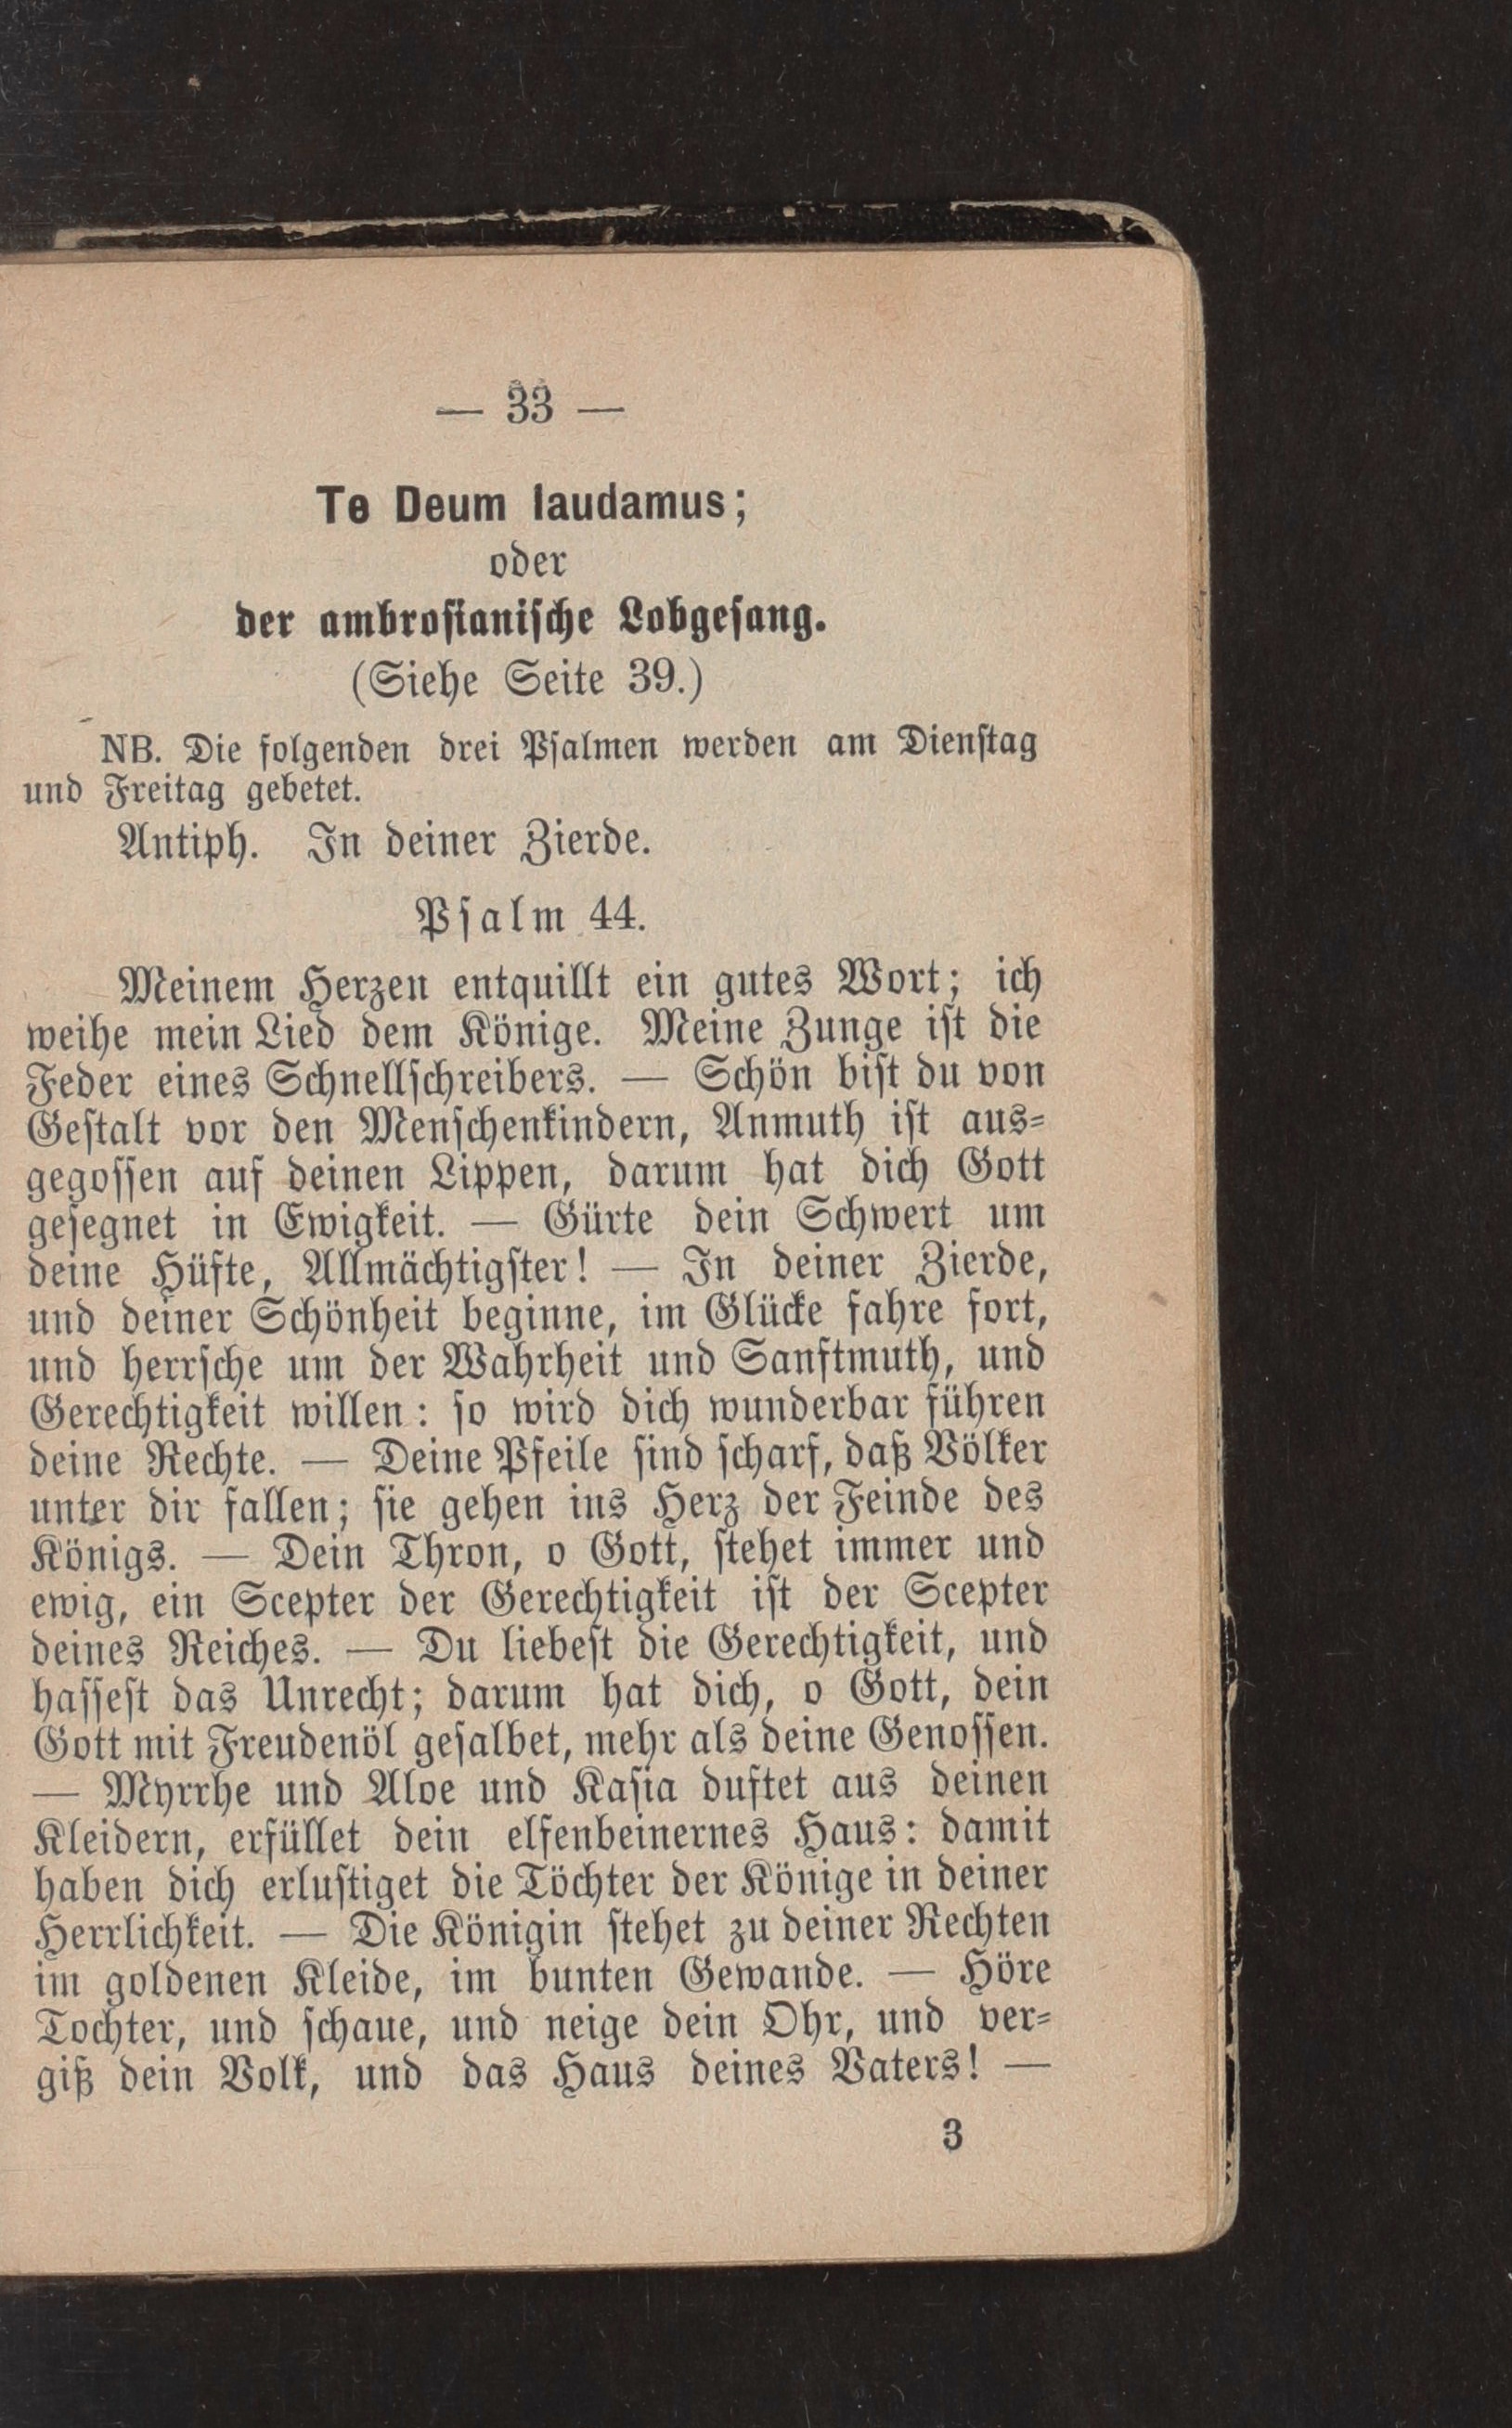 — 33 —
Te Deum laudamus;
oder
der ambrosianische Lobgesang.
(Siehe Seite 39.)
NB. Die folgenden drei Psalmen werden am Dienstag
und Freitag gebetet.
Antiph. In deiner Zierde.
Psalm 44.
Meinem Herzen entquillt ein gutes Wort; ich
weihe mein Lied dem Könige. Meine Zunge ist die
Feder eines Schnellschreibers. — Schön bist du von
Gestalt vor den Menschenkindern, Anmuth ist aus-
gegossen auf deinen Lippen, darum hat dich Gott
gesegnet in Ewigkeit. — Gürte dein Schwert um
deine Hüfte, Allmächtigster! — In deiner Zierde,
und deiner Schönheit beginne, im Glücke fahre fort,
und herrsche um der Wahrheit und Sanftmuth, und
Gerechtigkeit willen: so wird dich wunderbar führen
deine Rechte. — Deine Pfeile sind scharf, daß Völker
unter dir fallen; sie gehen ins Herz der Feinde des
Königs. — Dein Thron, o Gott, stehet immer und
ewig, ein Scepter der Gerechtigkeit ist der Scepter
deines Reiches. — Du liebest die Gerechtigkeit, und
hassest das Unrecht; darum hat dich, o Gott, dein
Gott mit Freudenöl gesalbet, mehr als deine Genossen.
— Myrrhe und Aloe und Kasia duftet aus deinen
Kleidern, erfüllet dein elfenbeinernes Haus: damit
haben dich erlustiget die Töchter der Könige in deiner
Herrlichkeit. — Die Königin stehet zu deiner Rechten
im goldenen Kleide, im bunten Gewande. — Höre
Tochter, und schaue, und neige dein Ohr, und ver-
giß dein Volk, und das Haus deines Vaters! —
3